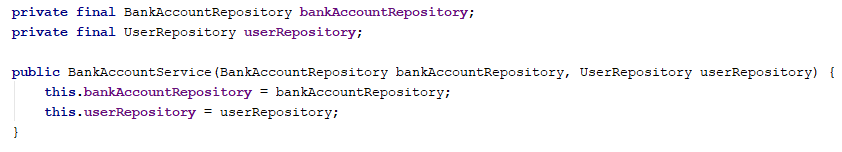 private final BankAccountRepository bankAccountRepository;
private final UserRepository userRepository;
public BankAccountService(BankAccountRepository bankAccountRepository, UserRepository userRepository) {
this.bankAccountRepository = bankAccountRepository;
this.userRepository = userRepository;
}